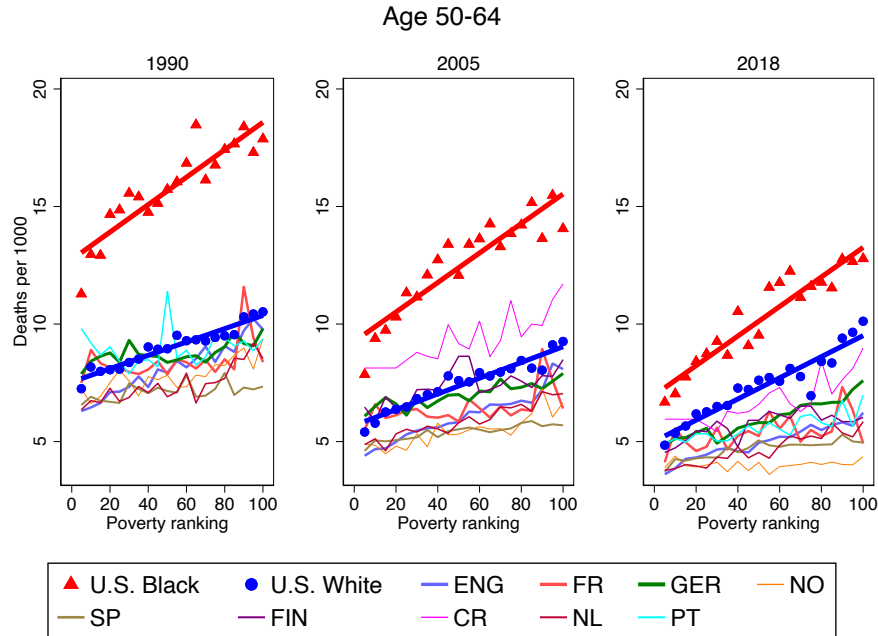 Age 50-64
1990 2005 2018
Deaths per 1000
20 20 20
15 15 15
10 10 10
5 5 5
0 20 40 60 80 100 0 20 40 60 80 100 0 20 40 60 80 100
Poverty ranking Poverty ranking Poverty ranking
U.S. Black U.S. White ENG FR GER NO
SP FIN CR NL PT